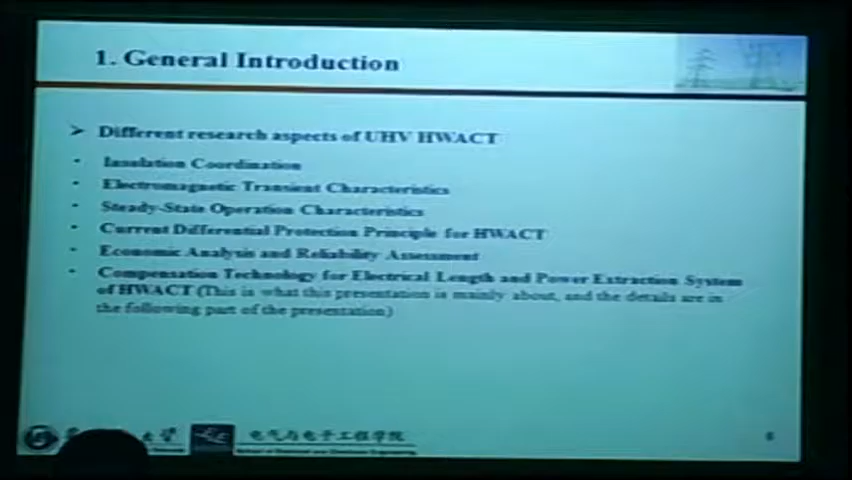 1. General Introduction
➤ Different research aspects of UHV HWACT
• Insulation Coordination
• Electromagnetic Transient Characteristics
• Steady-State Operation Characteristics
• Current Differential Protection Principle for HWACT
• Economic Analysis and Reliability Assessment
• Compensation Technology for Electrical Length and Power Extraction System
of HWACT (This is what this presentation is mainly about, and the details are in
the following part of the presentation)
大学
电气与电子工程学院
School of Electrical and Electronic Engineering
6